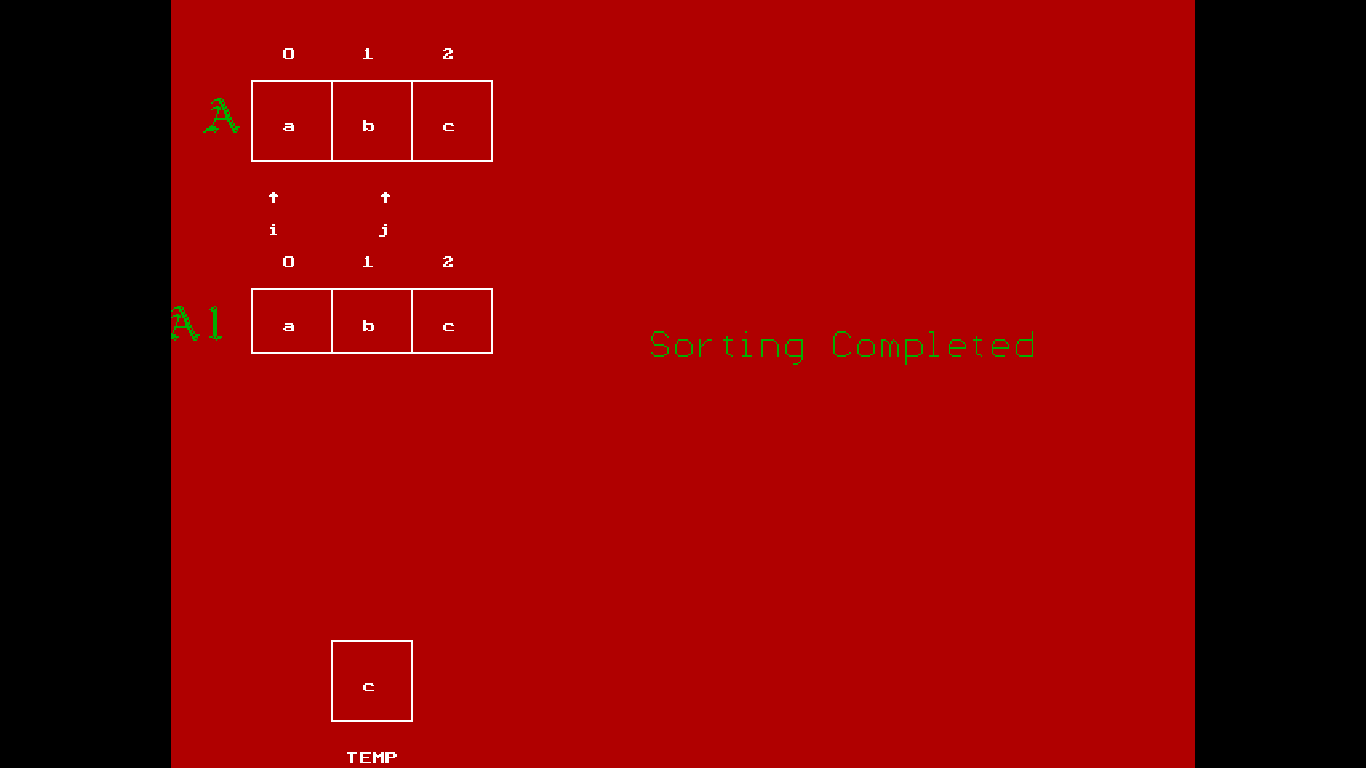 0 1 2
A a b c
↑ ↑
i j
0 1 2
A1 a b c
Sorting Completed
c
TEMP